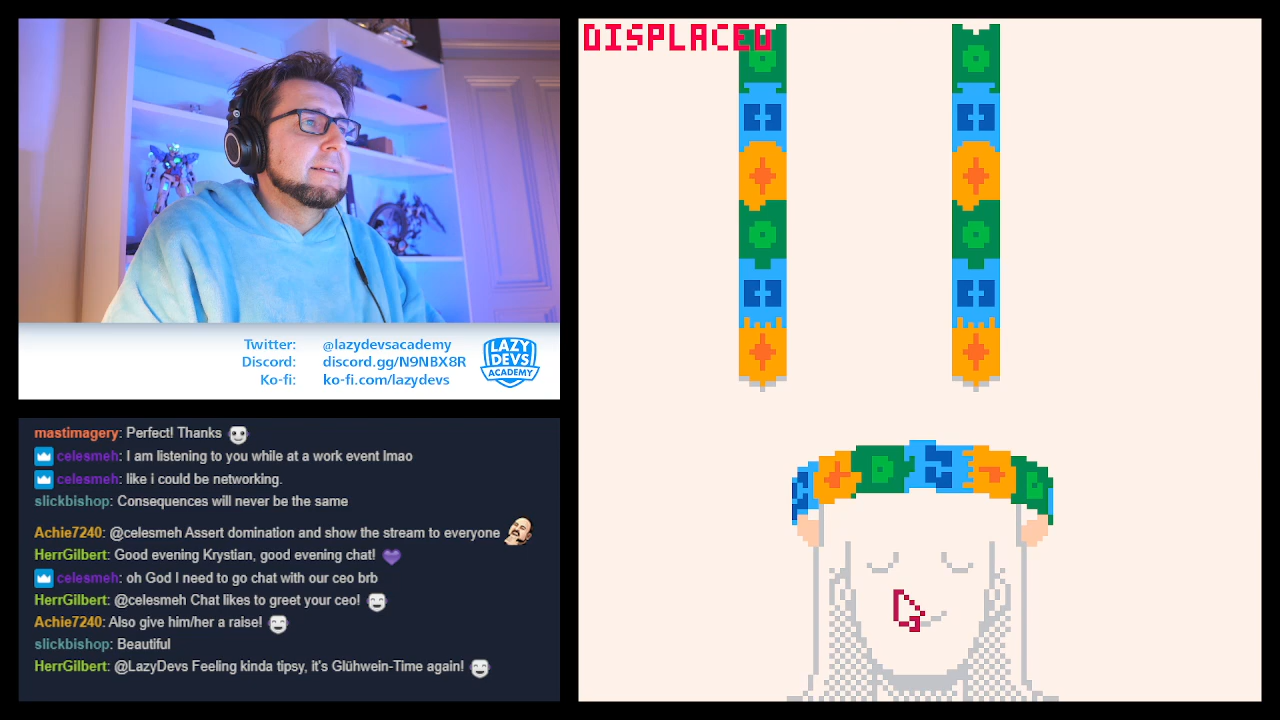 DISPLACED
Twitter: @lazydevsacademy
Discord: discord.gg/N9NBX8R
Ko-fi: ko-fi.com/lazydevs
LAZY
DEVS
ACADEMY
mastimagery: Perfect! Thanks
celesmeh: I am listening to you while at a work event lmao
celesmeh: like i could be networking.
slickbishop: Consequences will never be the same
Achie7240: @celesmeh Assert domination and show the stream to everyone
HerrGilbert: Good evening Krystian, good evening chat!
celesmeh: oh God I need to go chat with our ceo brb
HerrGilbert: @celesmeh Chat likes to greet your ceo!
Achie7240: Also give him/her a raise!
slickbishop: Beautiful
HerrGilbert: @LazyDevs Feeling kinda tipsy, it's Glühwein-Time again!